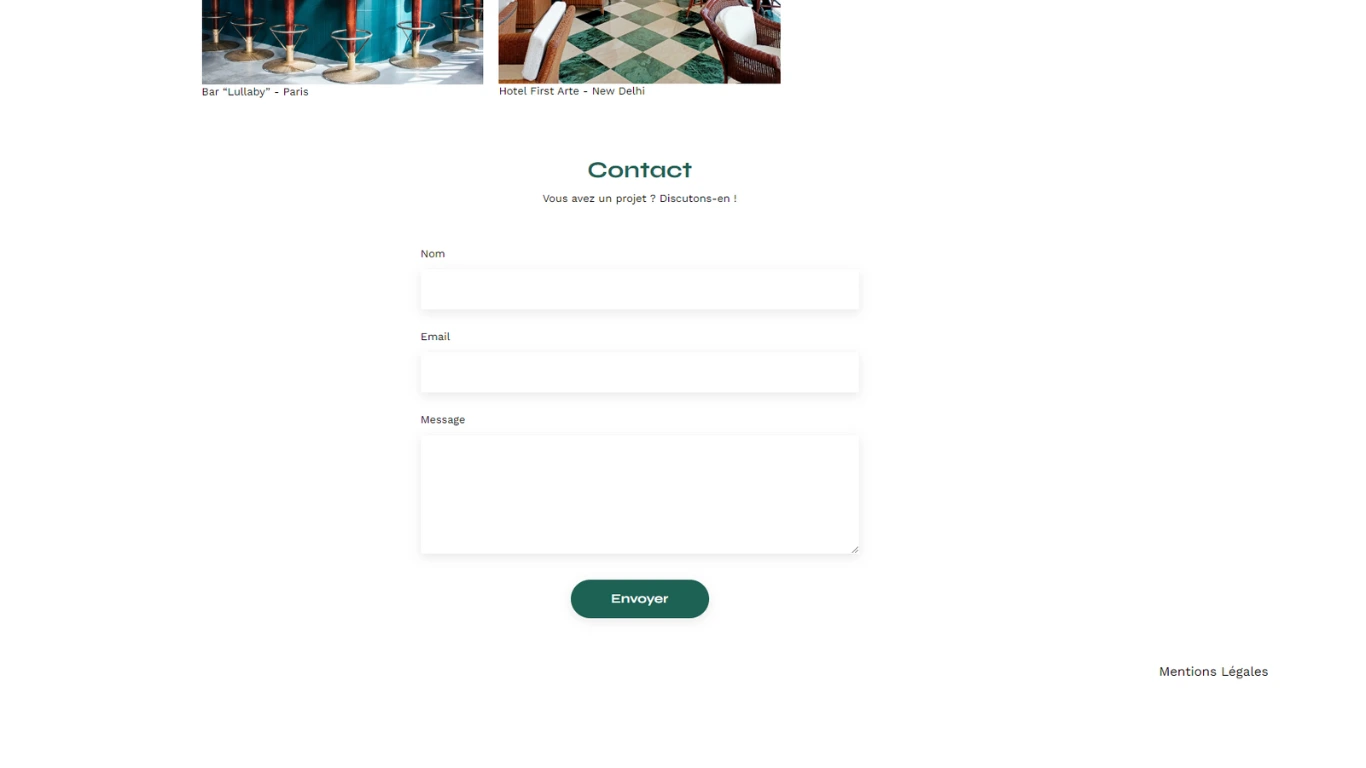 Bar “Lullaby” - Paris
Hotel First Arte - New Delhi
Contact
Vous avez un projet ? Discutons-en !
Nom
Email
Message
Envoyer
Mentions Légales